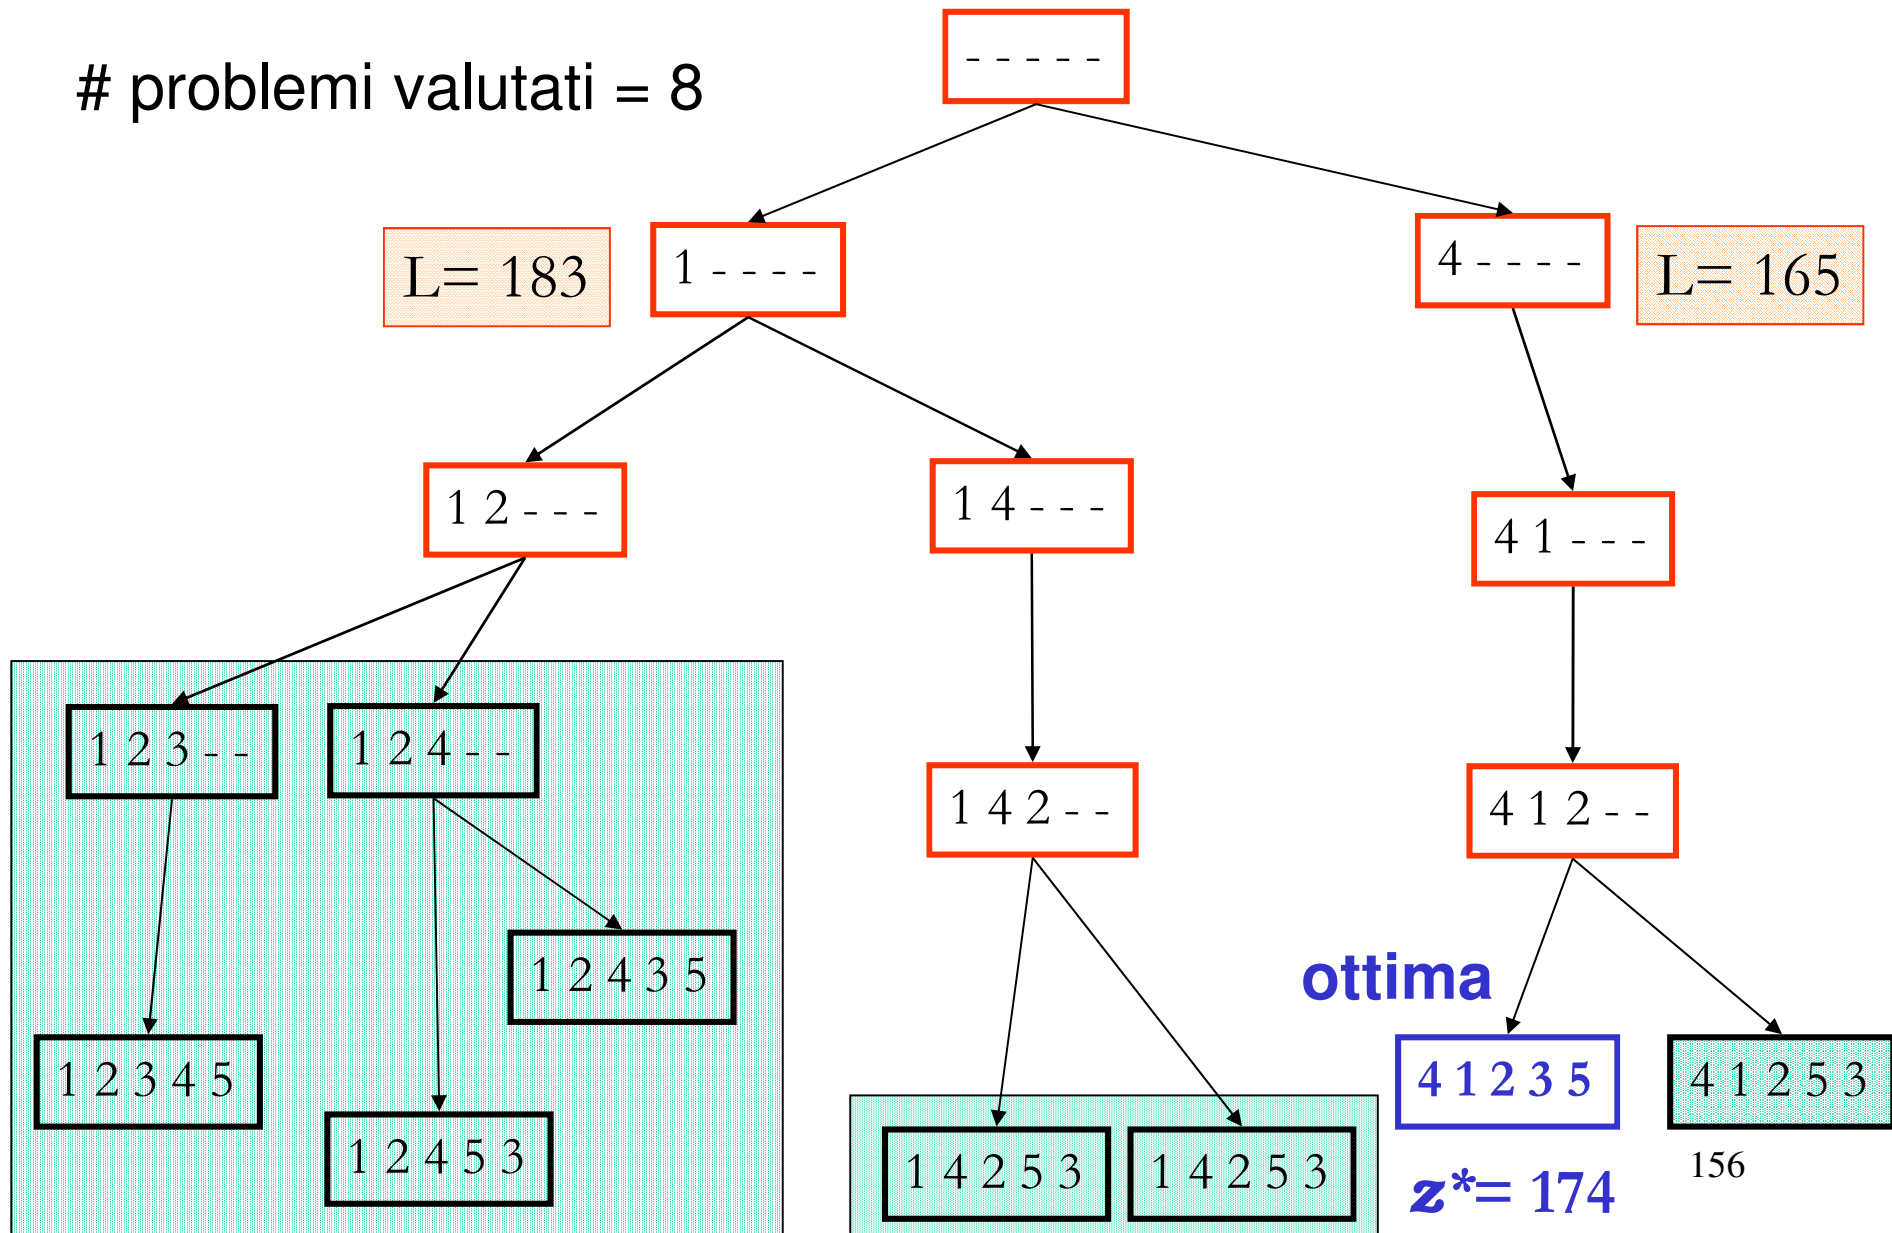 - - - - -
# problemi valutati = 8
L= 183
1 - - - -
4 - - - -
L= 165
1 2 - - -
1 4 - - -
4 1 - - -
1 2 3 - -
1 2 4 - -
1 4 2 - -
4 1 2 - -
1 2 4 3 5
ottima
1 2 3 4 5
4 1 2 3 5
4 1 2 5 3
1 2 4 5 3
1 4 2 5 3
1 4 2 5 3
z*= 174
156